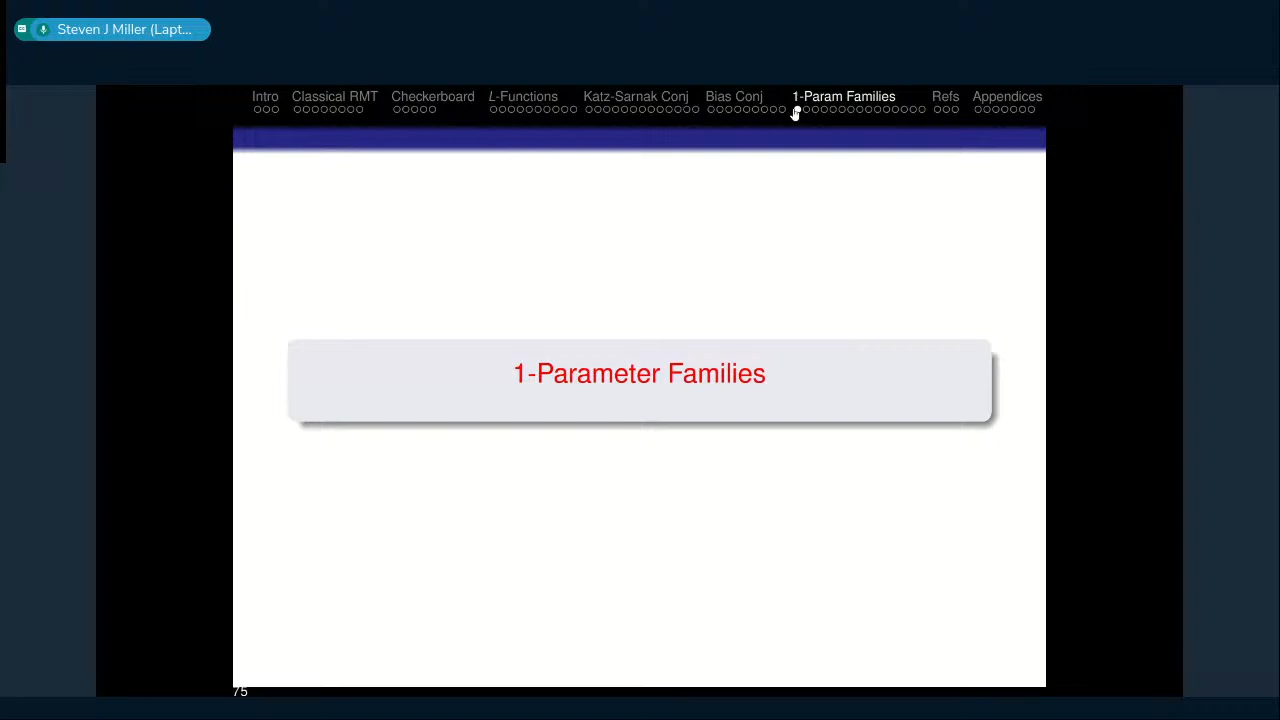 Steven J Miller (Lapt...
Intro Classical RMT Checkerboard L-Functions Katz-Sarnak Conj Bias Conj 1-Param Families Refs Appendices
1-Parameter Families
75